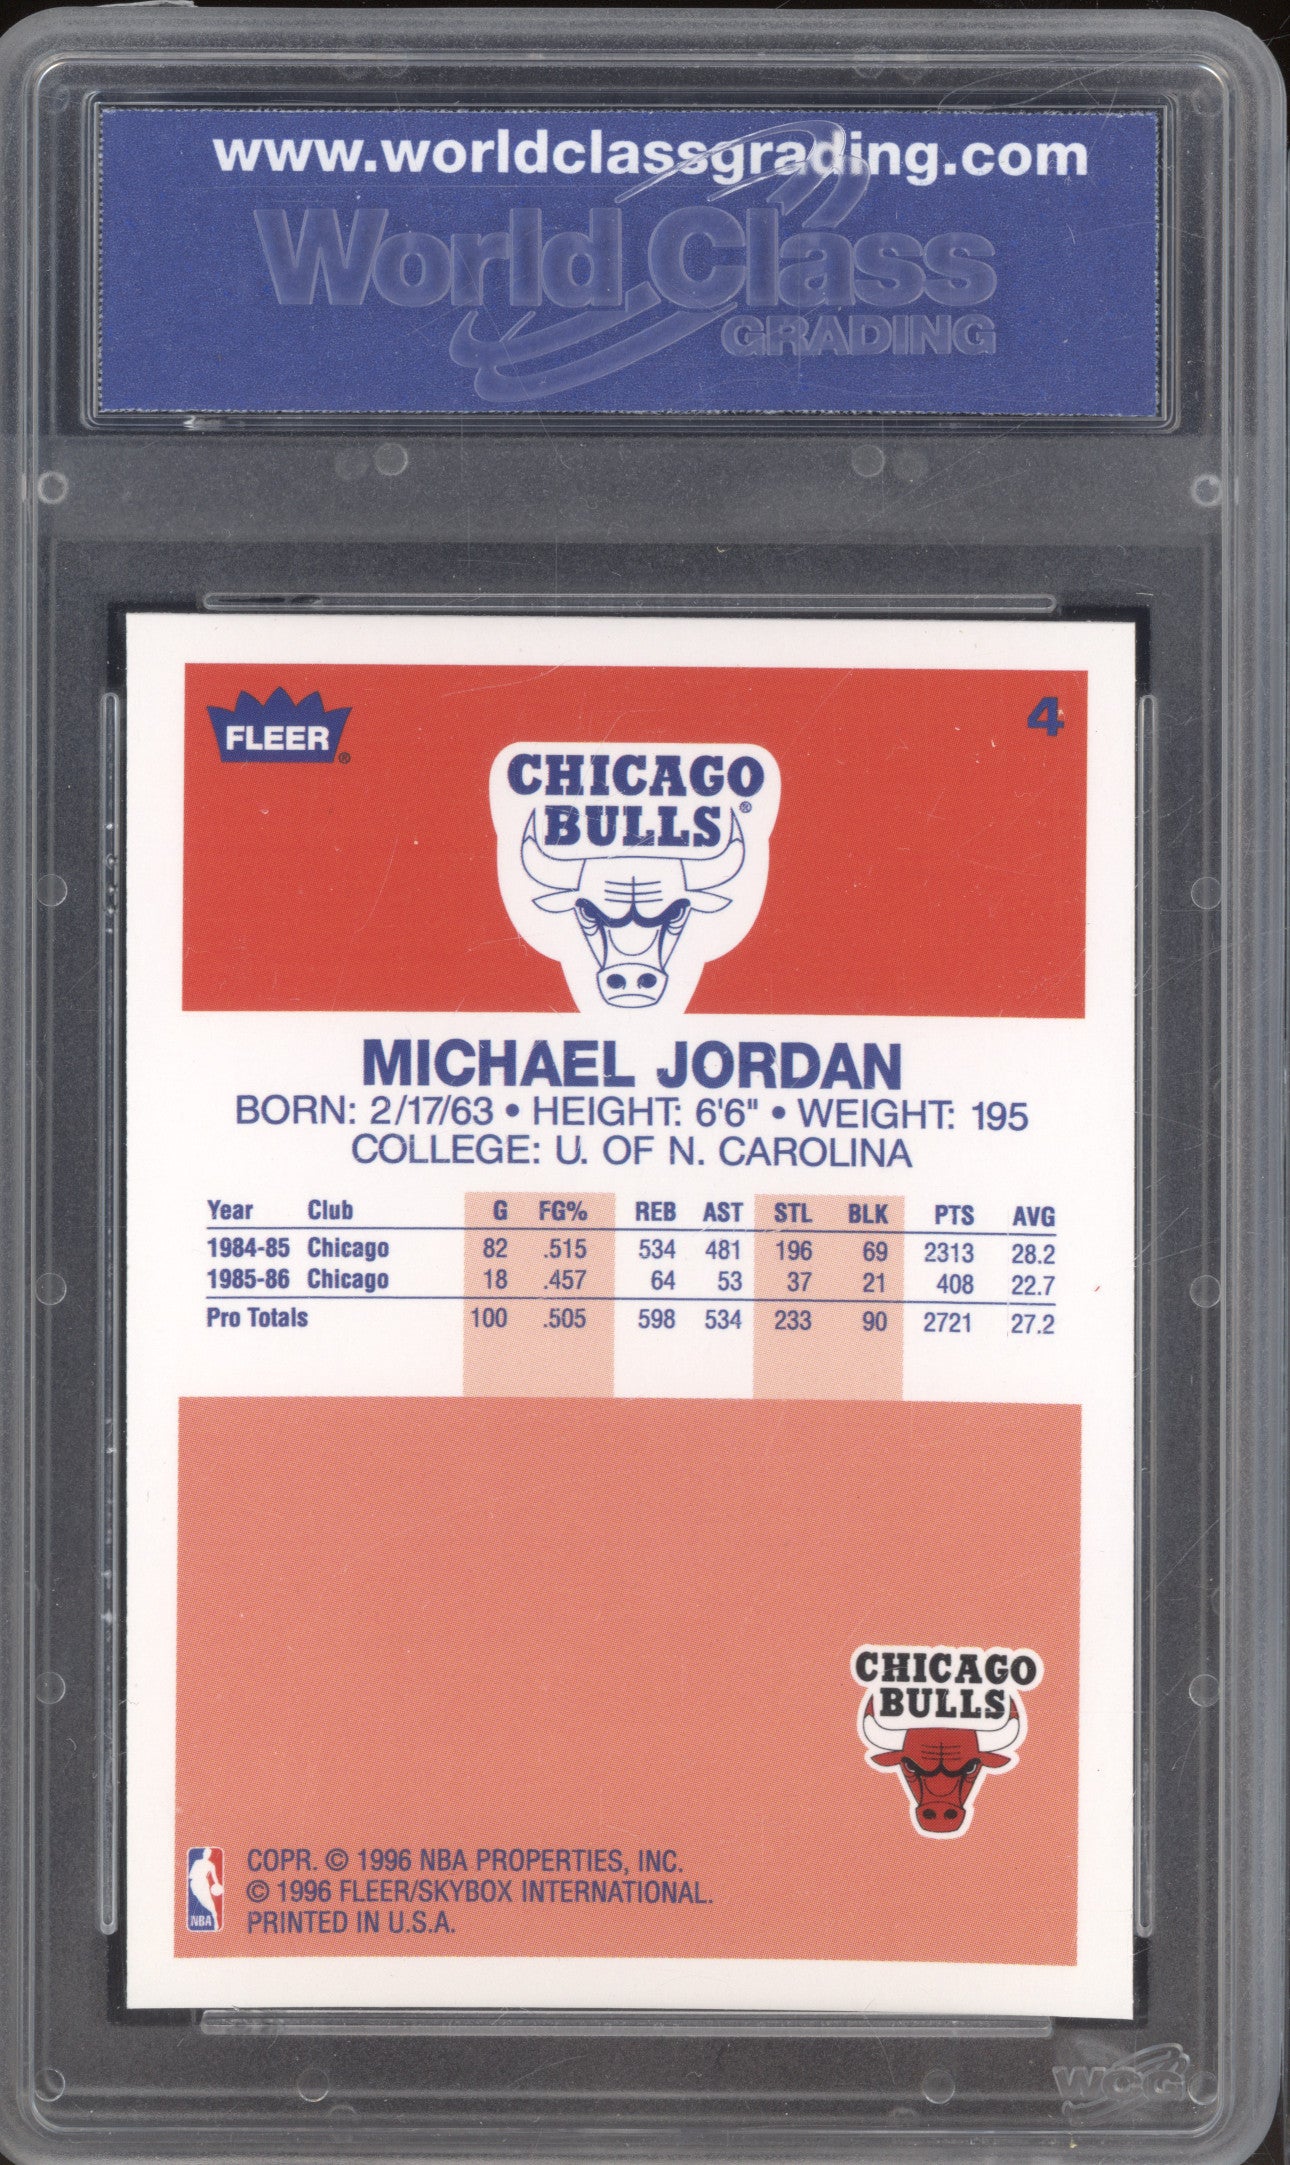 www.worldclassgrading.com
World Class
GRADING
FLEER®
4
CHICAGO
BULLS®
MICHAEL JORDAN
BORN: 2/17/63 • HEIGHT: 6'6" • WEIGHT: 195
COLLEGE: U. OF N. CAROLINA
Year Club G FG% REB AST STL BLK PTS AVG
1984-85 Chicago 82 .515 534 481 196 69 2313 28.2
1985-86 Chicago 18 .457 64 53 37 21 408 22.7
Pro Totals 100 .505 598 534 233 90 2721 27.2
CHICAGO
BULLS
NBA
COPR. © 1996 NBA PROPERTIES, INC.
© 1996 FLEER/SKYBOX INTERNATIONAL.
PRINTED IN U.S.A.
WCG